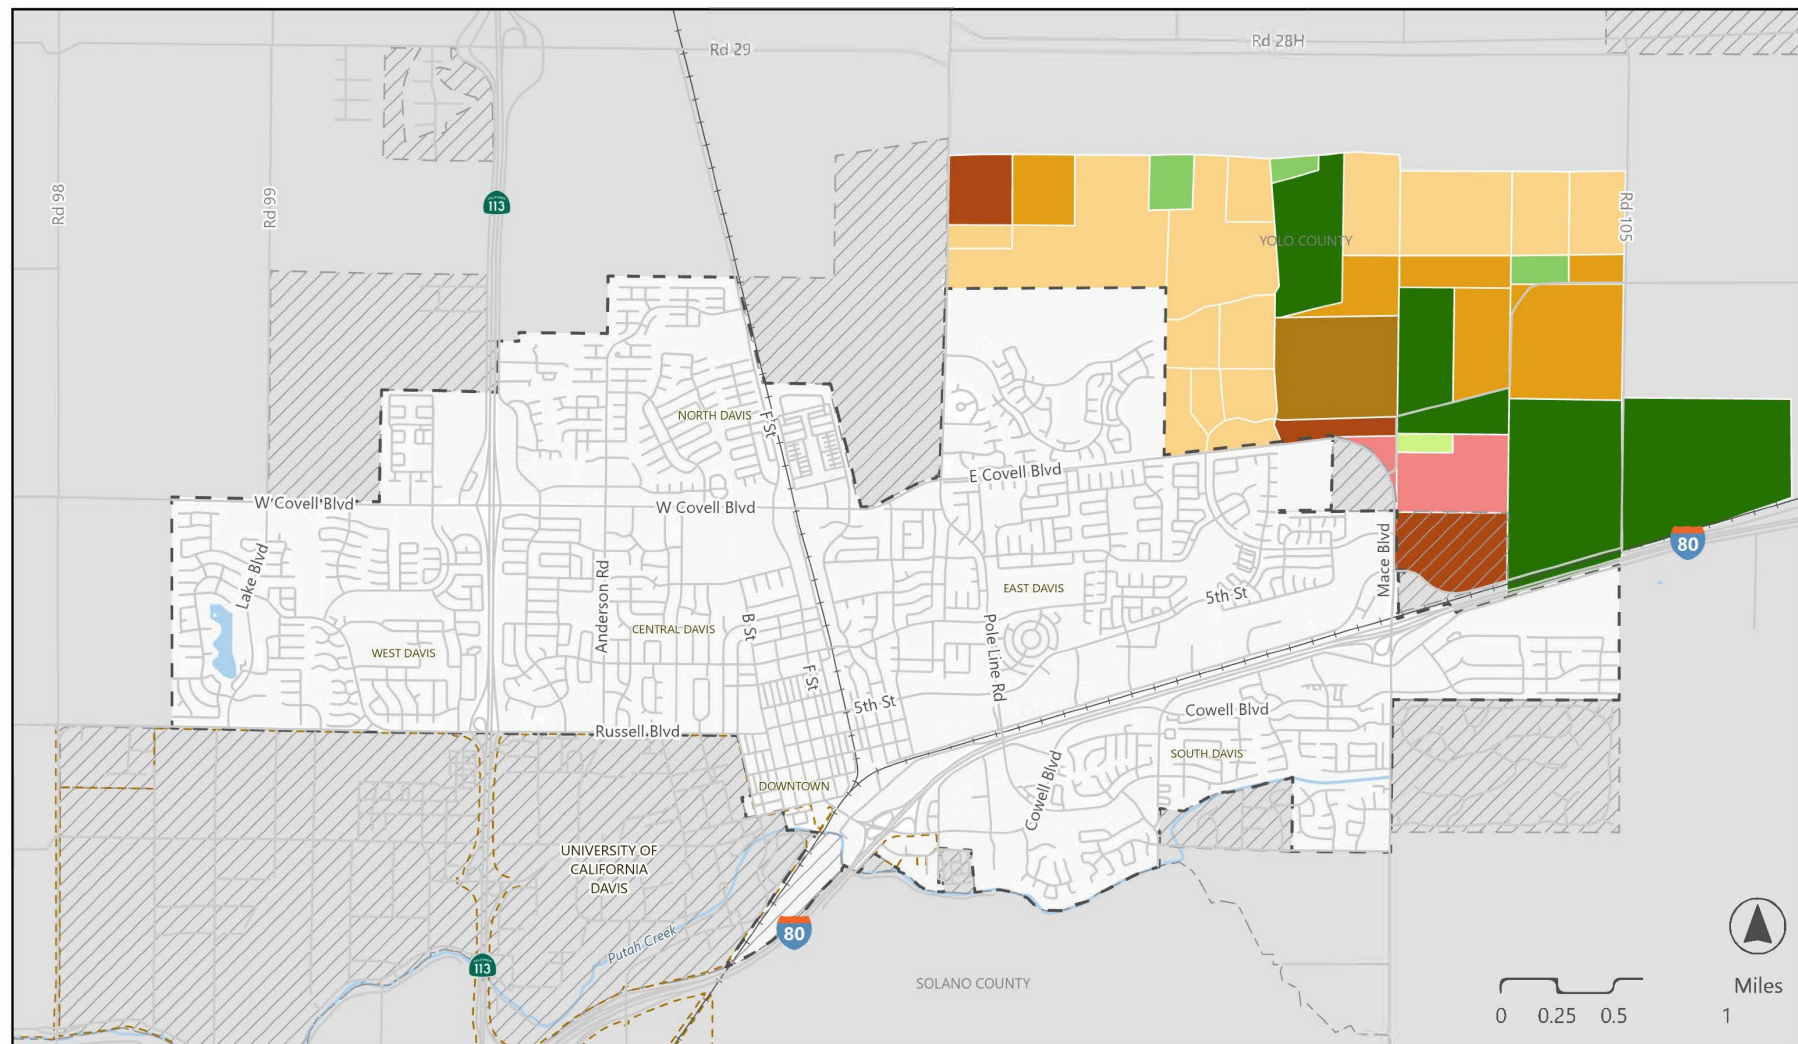 Rd 29
Rd 28H
Rd 98
Rd 99
113
Rd 105
YOLO COUNTY
NORTH DAVIS
F St
E Covell Blvd
W Covell Blvd
W Covell Blvd
80
Mace Blvd
Lake Blvd
Anderson Rd
EAST DAVIS
5th St
B St
CENTRAL DAVIS
WEST DAVIS
Pole Line Rd
F St
5th St
Cowell Blvd
Russell Blvd
SOUTH DAVIS
DOWNTOWN
Cowell Blvd
UNIVERSITY OF
CALIFORNIA
DAVIS
80
Putah Creek
113
SOLANO COUNTY
Miles
0 0.25 0.5 1